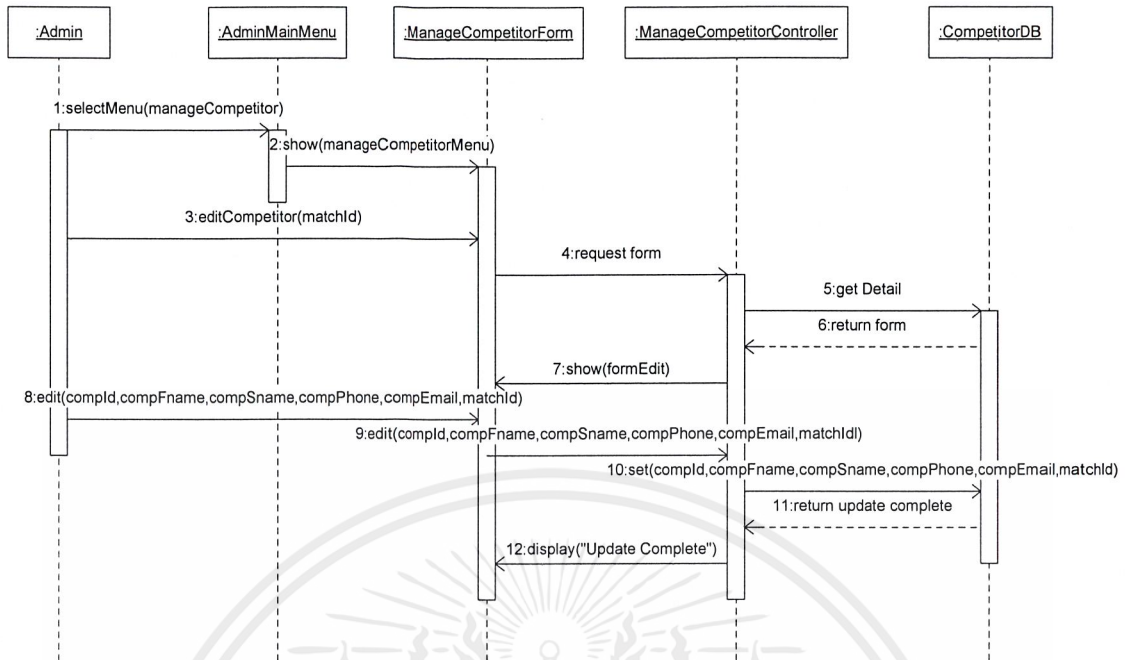 :Admin
:AdminMainMenu
:ManageCompetitorForm
:ManageCompetitorController
:CompetitorDB
1:selectMenu(manageCompetitor)
2:show(manageCompetitorMenu)
3:editCompetitor(matchId)
4:request form
5:get Detail
6:return form
7:show(formEdit)
8:edit(compId,compFname,compSname,compPhone,compEmail,matchId)
9:edit(compId,compFname,compSname,compPhone,compEmail,matchIdl)
10:set(compId,compFname,compSname,compPhone,compEmail,matchId)
11:return update complete
12:display("Update Complete")